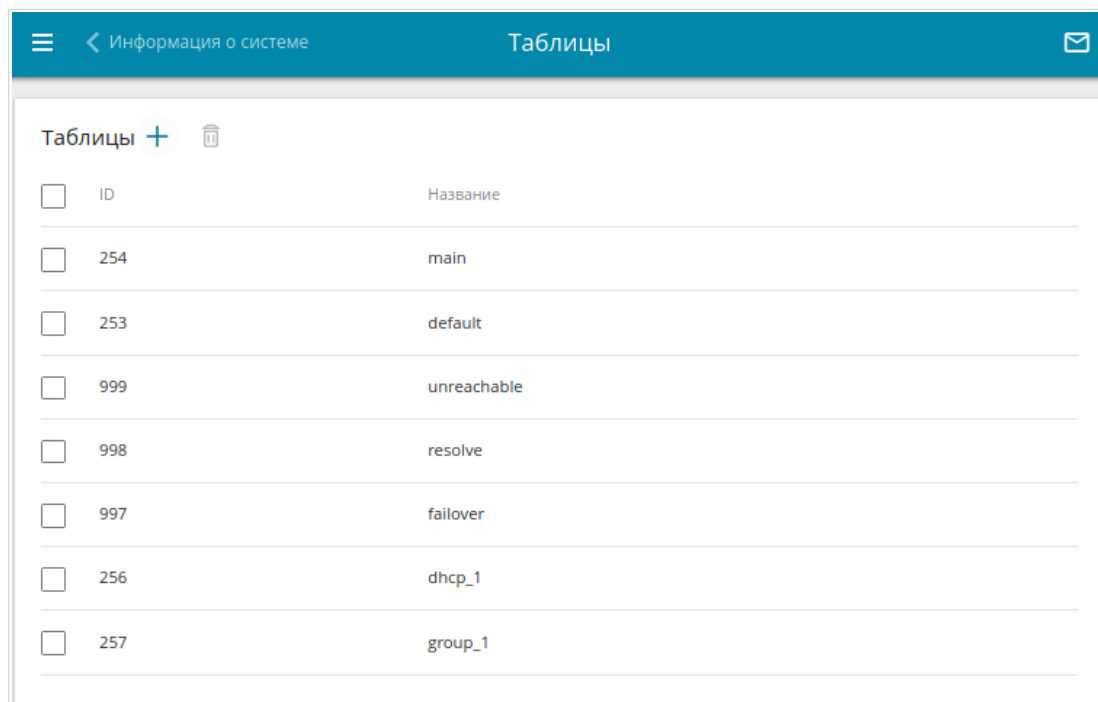 Информация о системе Таблицы
Таблицы
ID Название
254 main
253 default
999 unreachable
998 resolve
997 failover
256 dhcp_1
257 group_1